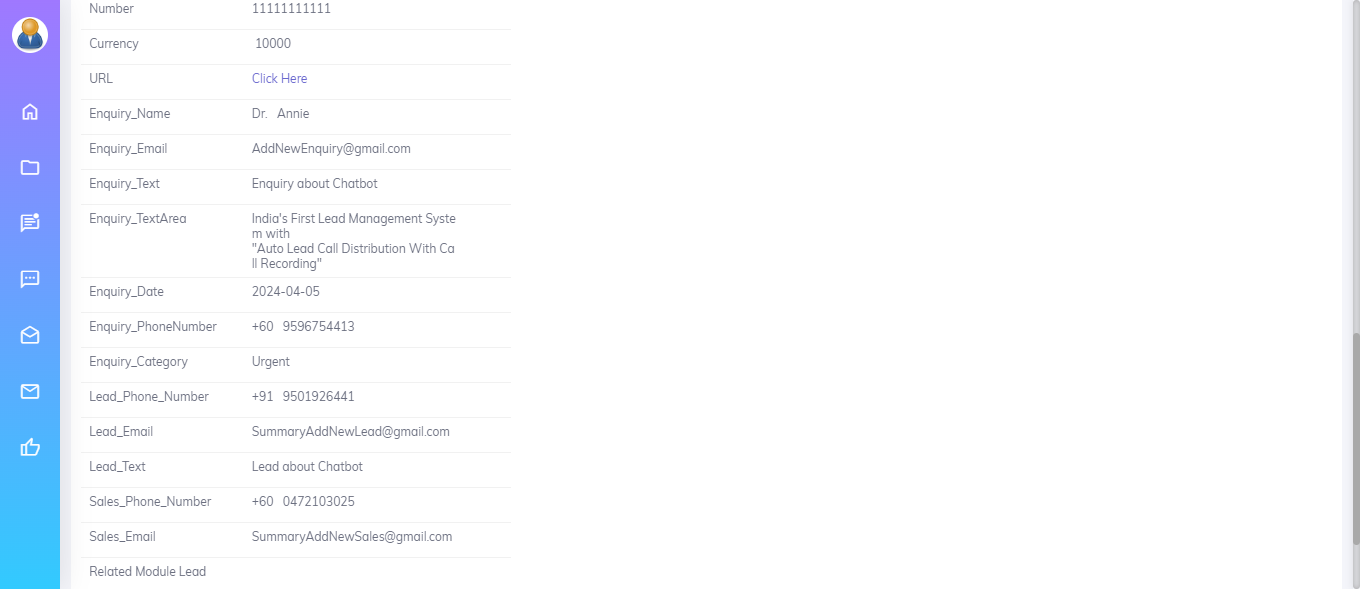 Number 11111111111
Currency 10000
URL Click Here
Enquiry_Name Dr. Annie
Enquiry_Email AddNewEnquiry@gmail.com
Enquiry_Text Enquiry about Chatbot
Enquiry_TextArea India's First Lead Management Syste
m with
"Auto Lead Call Distribution With Ca
ll Recording"
Enquiry_Date 2024-04-05
Enquiry_PhoneNumber +60 9596754413
Enquiry_Category Urgent
Lead_Phone_Number +91 9501926441
Lead_Email SummaryAddNewLead@gmail.com
Lead_Text Lead about Chatbot
Sales_Phone_Number +60 0472103025
Sales_Email SummaryAddNewSales@gmail.com
Related Module Lead